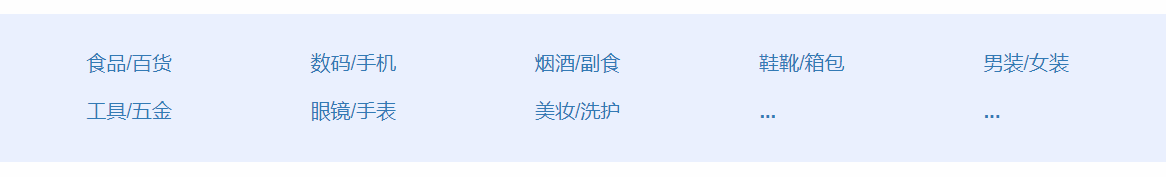 食品/百货 数码/手机 烟酒/副食 鞋靴/箱包 男装/女装
工具/五金 眼镜/手表 美妆/洗护 ... ...